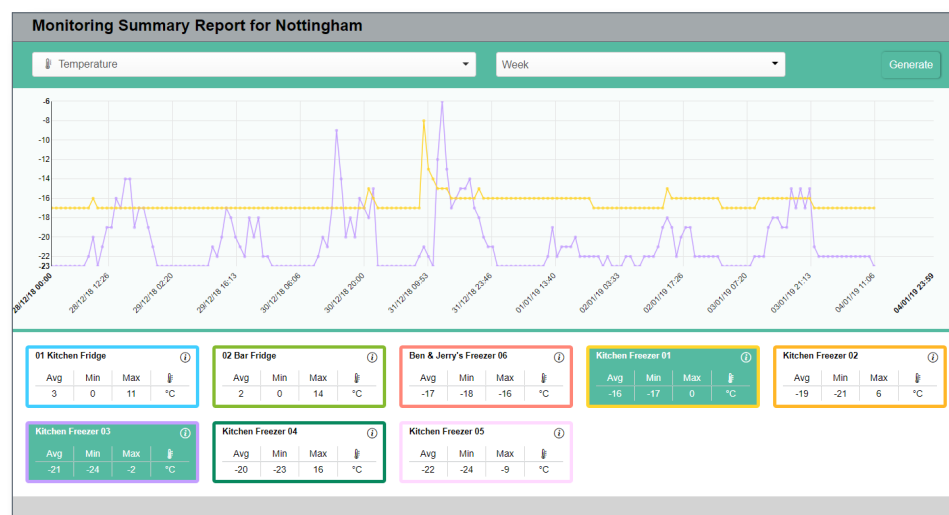 Monitoring Summary Report for Nottingham
Temperature
Week
Generate
-6
-8
-10
-12
-14
-16
-18
-20
-22
-23
28/12/18 00:00
28/12/18 12:26
29/12/18 02:20
29/12/18 16:13
30/12/18 06:06
30/12/18 20:00
31/12/18 09:53
31/12/18 23:46
01/01/19 13:40
02/01/19 03:33
02/01/19 17:26
03/01/19 07:20
03/01/19 21:13
04/01/19 11:06
04/01/19 23:59
01 Kitchen Fridge
Avg Min Max
3 0 11 °C
02 Bar Fridge
Avg Min Max
2 0 14 °C
Ben & Jerry's Freezer 06
Avg Min Max
-17 -18 -16 °C
Kitchen Freezer 01
Avg Min Max
-16 -17 0 °C
Kitchen Freezer 02
Avg Min Max
-19 -21 6 °C
Kitchen Freezer 03
Avg Min Max
-21 -24 -2 °C
Kitchen Freezer 04
Avg Min Max
-20 -23 16 °C
Kitchen Freezer 05
Avg Min Max
-22 -24 -9 °C